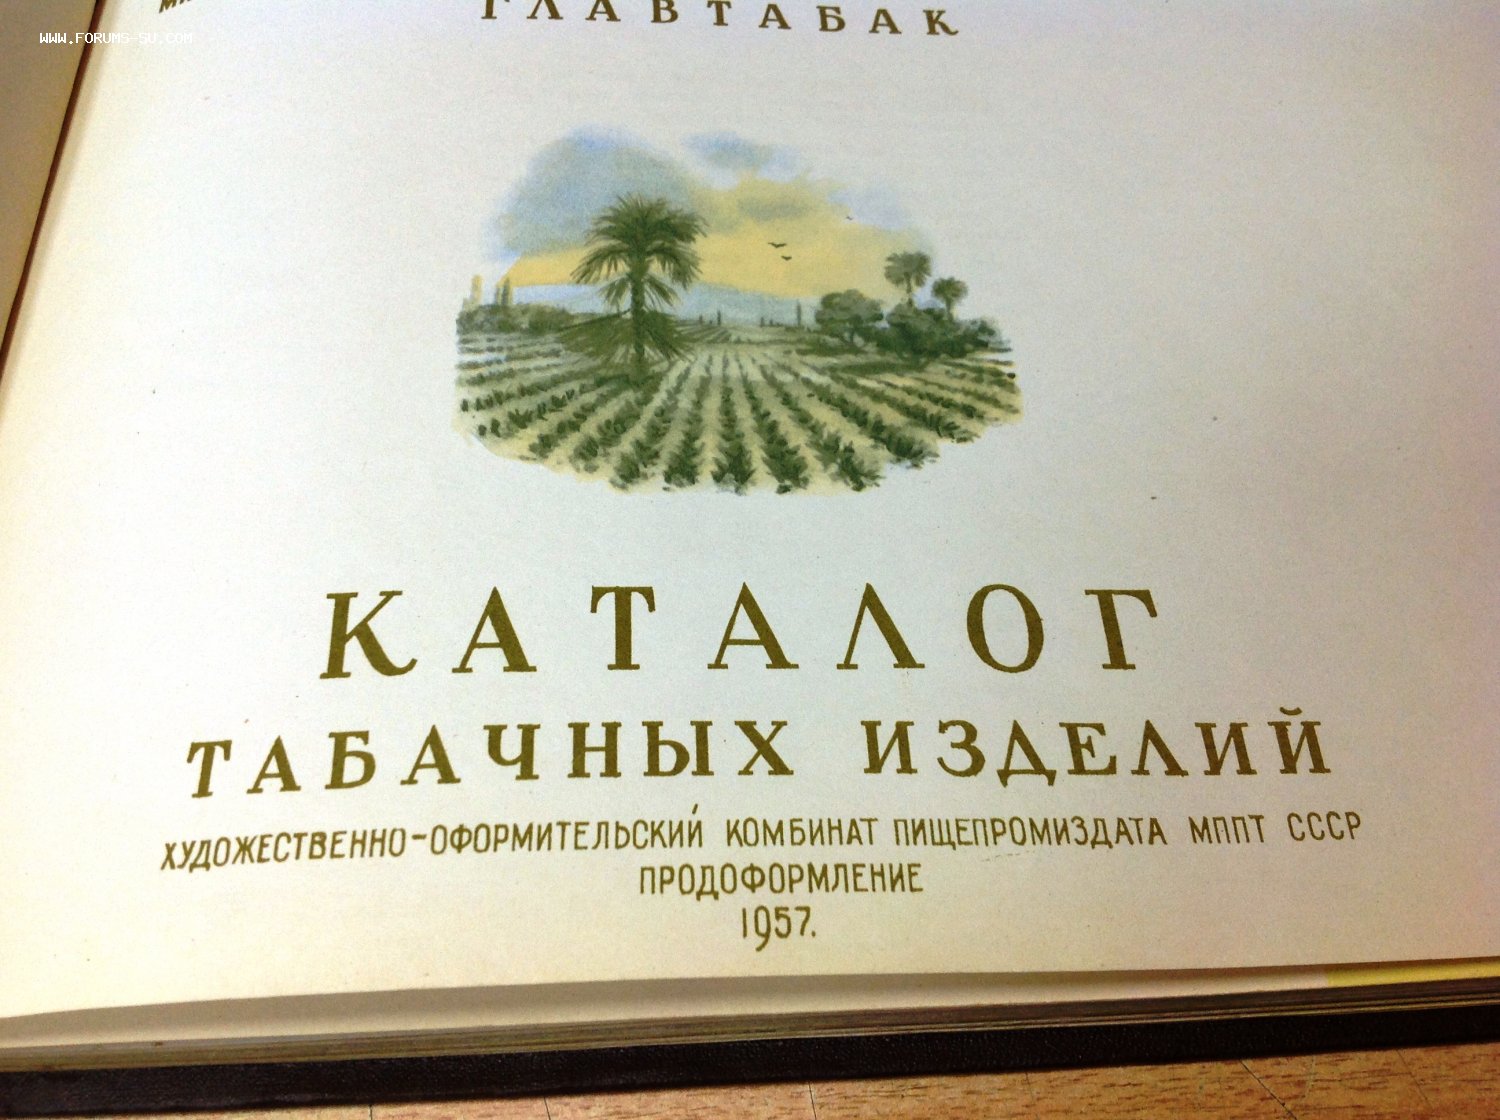 WWW.FORUMS-SU.COM
ГЛАВТАБАК
КАТАЛОГ
ТАБАЧНЫХ ИЗДЕЛИЙ
ХУДОЖЕСТВЕННО-ОФОРМИТЕЛЬСКИЙ КОМБИНАТ ПИЩЕПРОМИЗДАТА МППТ СССР
ПРОДОФОРМЛЕНИЕ
1957.